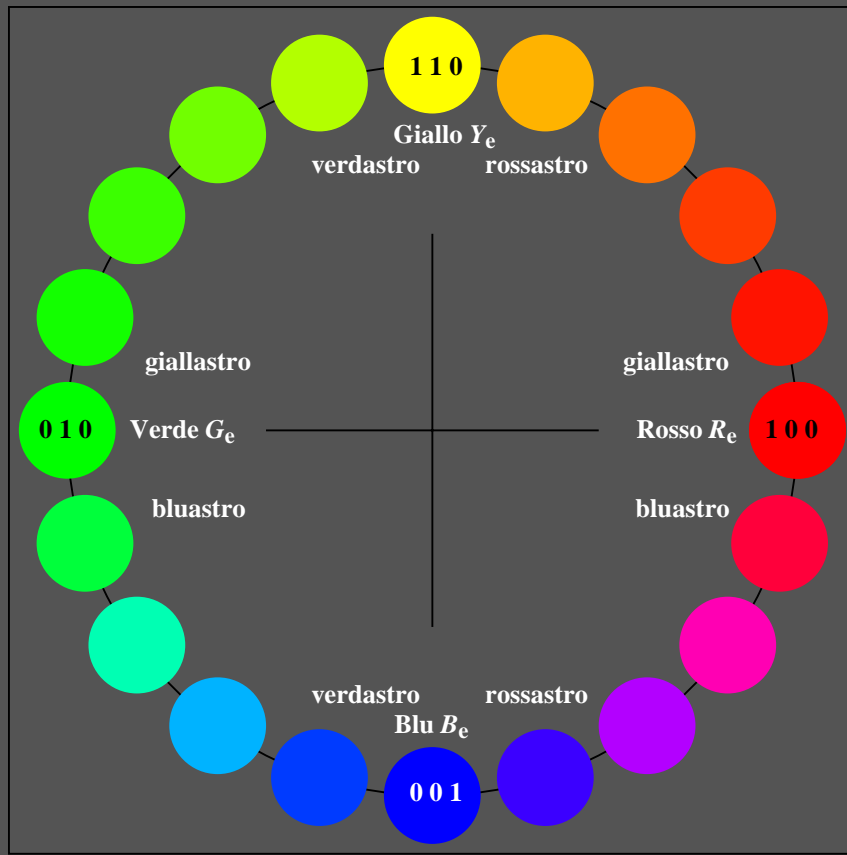 1 1 0
Giallo Yₑ
verdastro rossastro
giallastro giallastro
0 1 0 Verde Gₑ Rosso Rₑ 1 0 0
bluastro bluastro
verdastro rossastro
Blu Bₑ
0 0 1